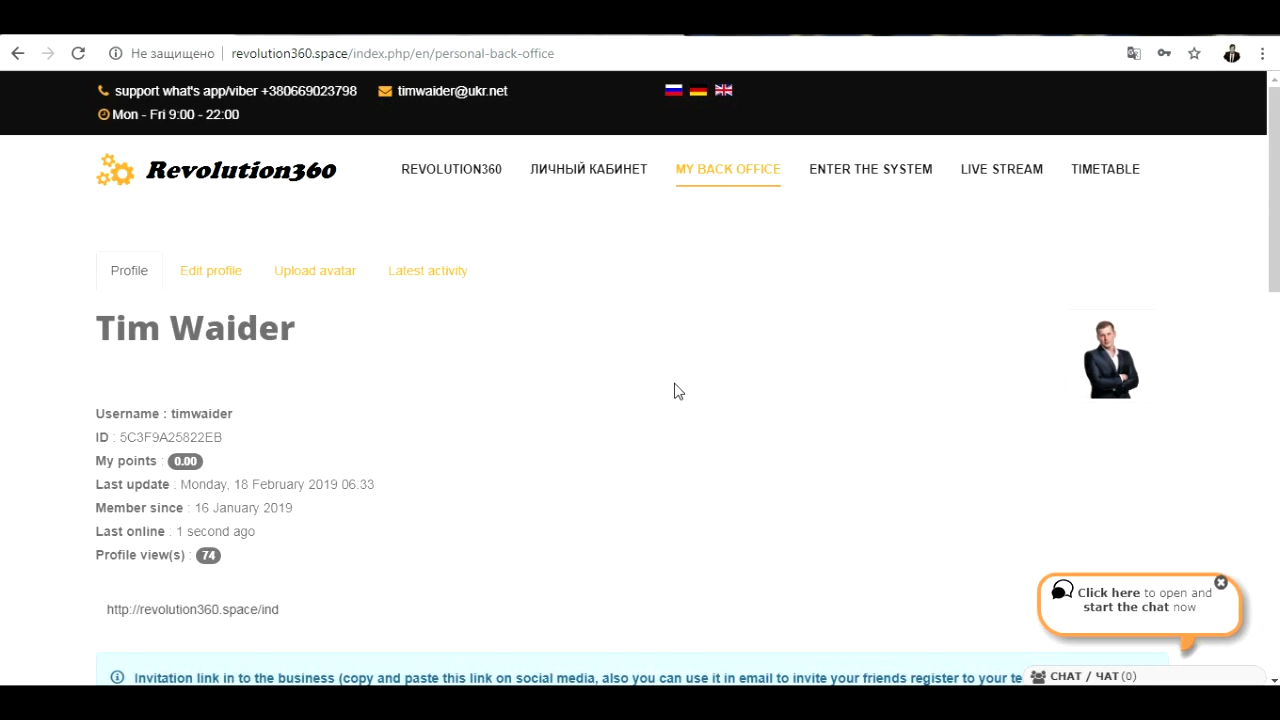 Не защищено revolution360.space/index.php/en/personal-back-office
support what's app/viber +380669023798 timwaider@ukr.net
Mon - Fri 9:00 - 22:00
Revolution360 REVOLUTION360 ЛИЧНЫЙ КАБИНЕТ MY BACK OFFICE ENTER THE SYSTEM LIVE STREAM TIMETABLE
Profile Edit profile Upload avatar Latest activity
Tim Waider
Username : timwaider
ID : 5C3F9A25822EB
My points : 0.00
Last update : Monday, 18 February 2019 06:33
Member since : 16 January 2019
Last online : 1 second ago
Profile view(s) : 74
http://revolution360.space/ind
Click here to open and
start the chat now
Invitation link in to the business (copy and paste this link on social media, also you can use it in email to invite your friends register to your te
CHAT / ЧАТ (0)